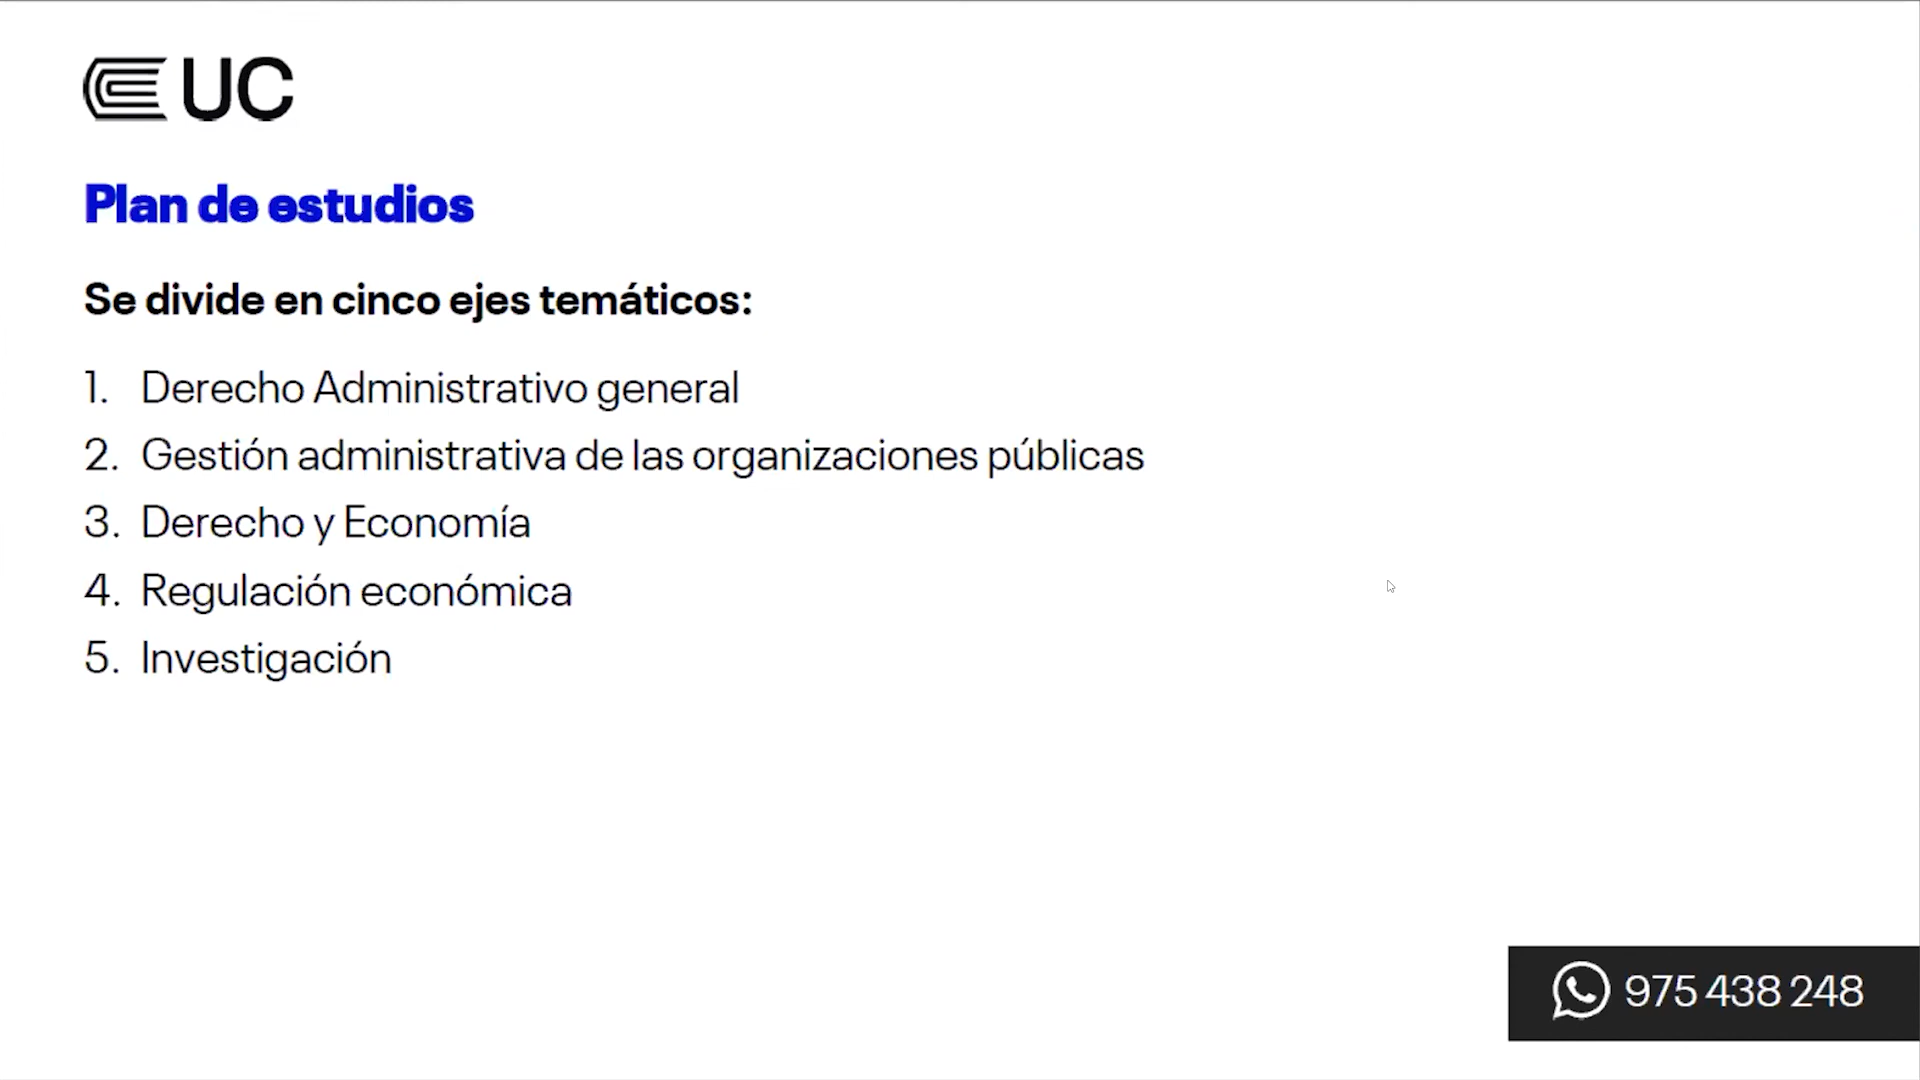 UC
Plan de estudios
Se divide en cinco ejes temáticos:
1. Derecho Administrativo general
2. Gestión administrativa de las organizaciones públicas
3. Derecho y Economía
4. Regulación económica
5. Investigación
975 438 248